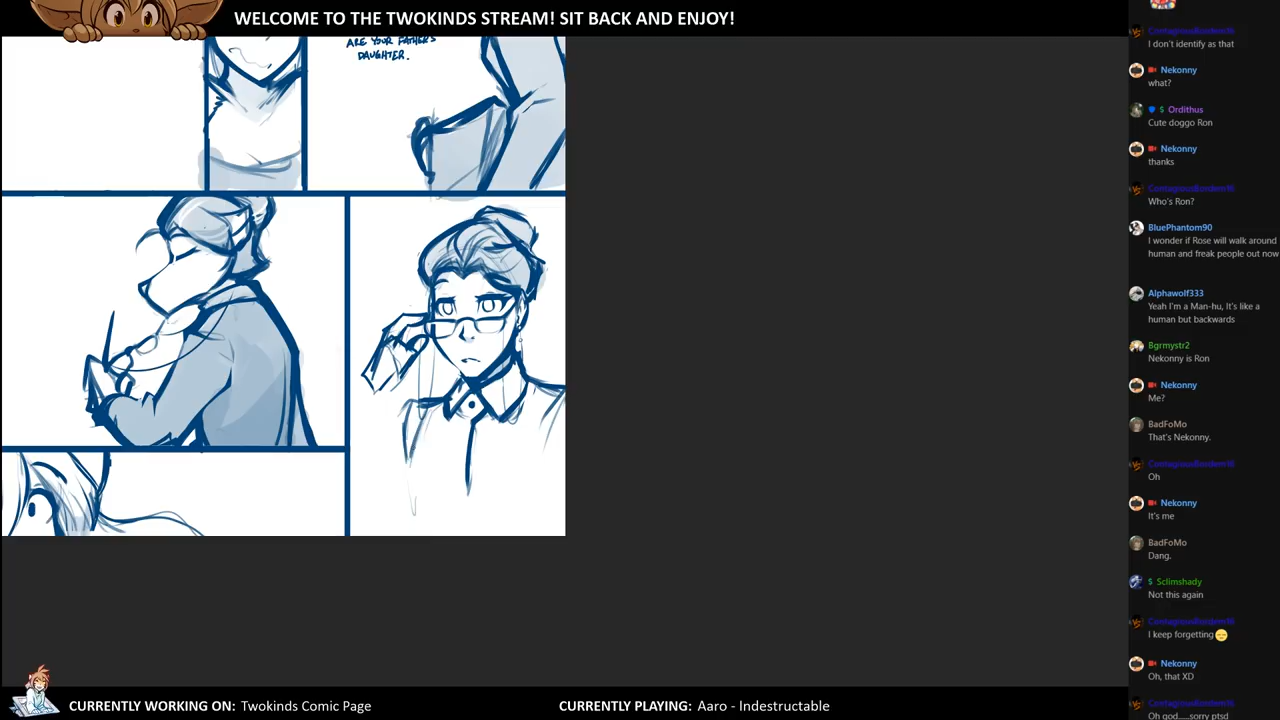 WELCOME TO THE TWOKINDS STREAM! SIT BACK AND ENJOY!
ARE YOUR FATHER'S
DAUGHTER.
I don't identify as that
Nekonny
what?
$ Ordithus
Cute doggo Ron
Nekonny
thanks
Who's Ron?
BluePhantom90
I wonder if Rose will walk around
human and freak people out now
Alphawolf333
Yeah I'm a Man-hu, It's like a
human but backwards
Bgrmystr2
Nekonny is Ron
Nekonny
Me?
BadFoMo
That's Nekonny.
Oh
Nekonny
It's me
BadFoMo
Dang.
$ Sclimshady
Not this again
I keep forgetting
Nekonny
Oh, that XD
Oh god.....sorry ptsd
CURRENTLY WORKING ON: Twokinds Comic Page
CURRENTLY PLAYING: Aaro - Indestructable